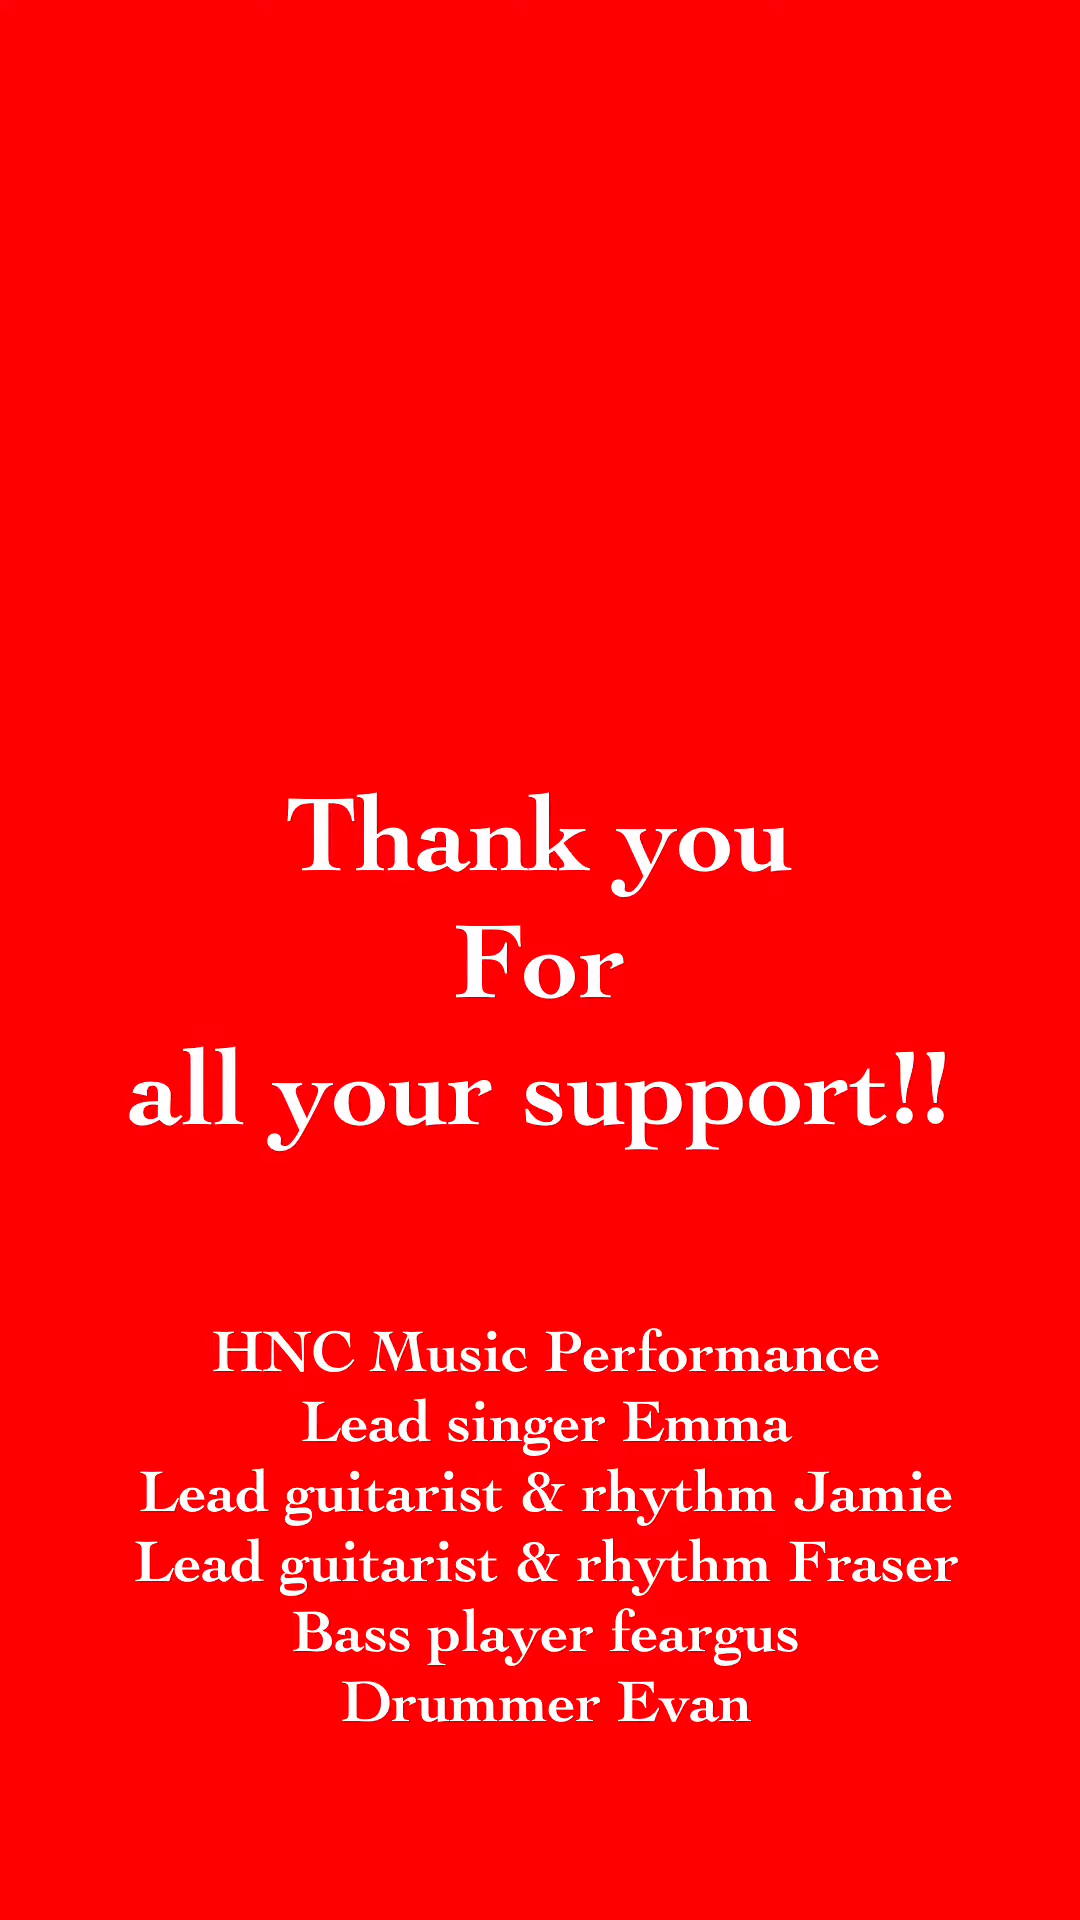 Thank you
For
all your support!!
HNC Music Performance
Lead singer Emma
Lead guitarist & rhythm Jamie
Lead guitarist & rhythm Fraser
Bass player feargus
Drummer Evan